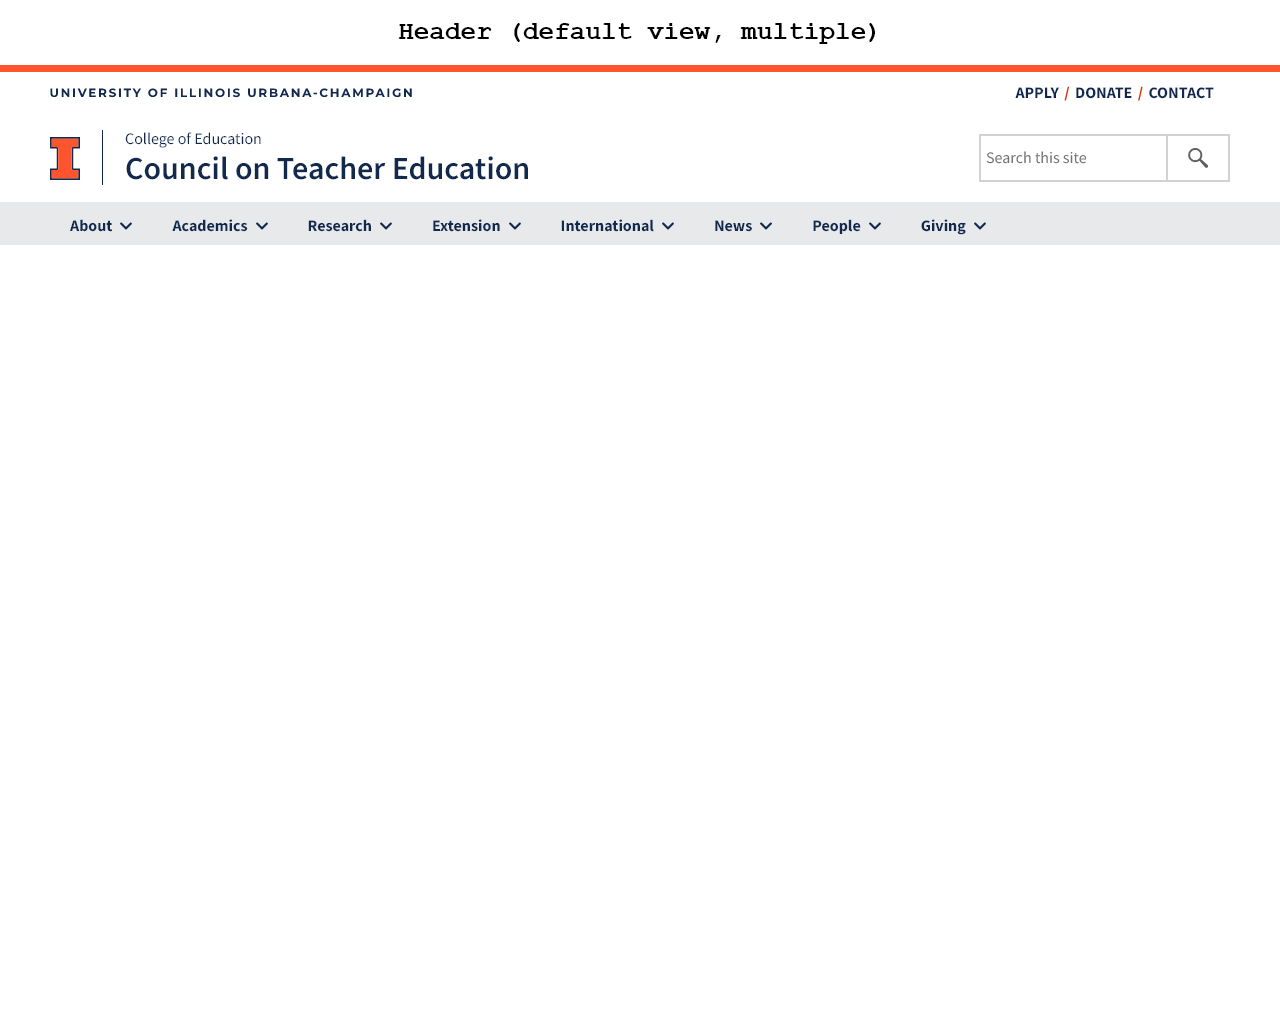 Header (default view, multiple)
UNIVERSITY OF ILLINOIS URBANA-CHAMPAIGN
APPLY / DONATE / CONTACT
College of Education
Council on Teacher Education
Search this site
About Academics Research Extension International News People Giving